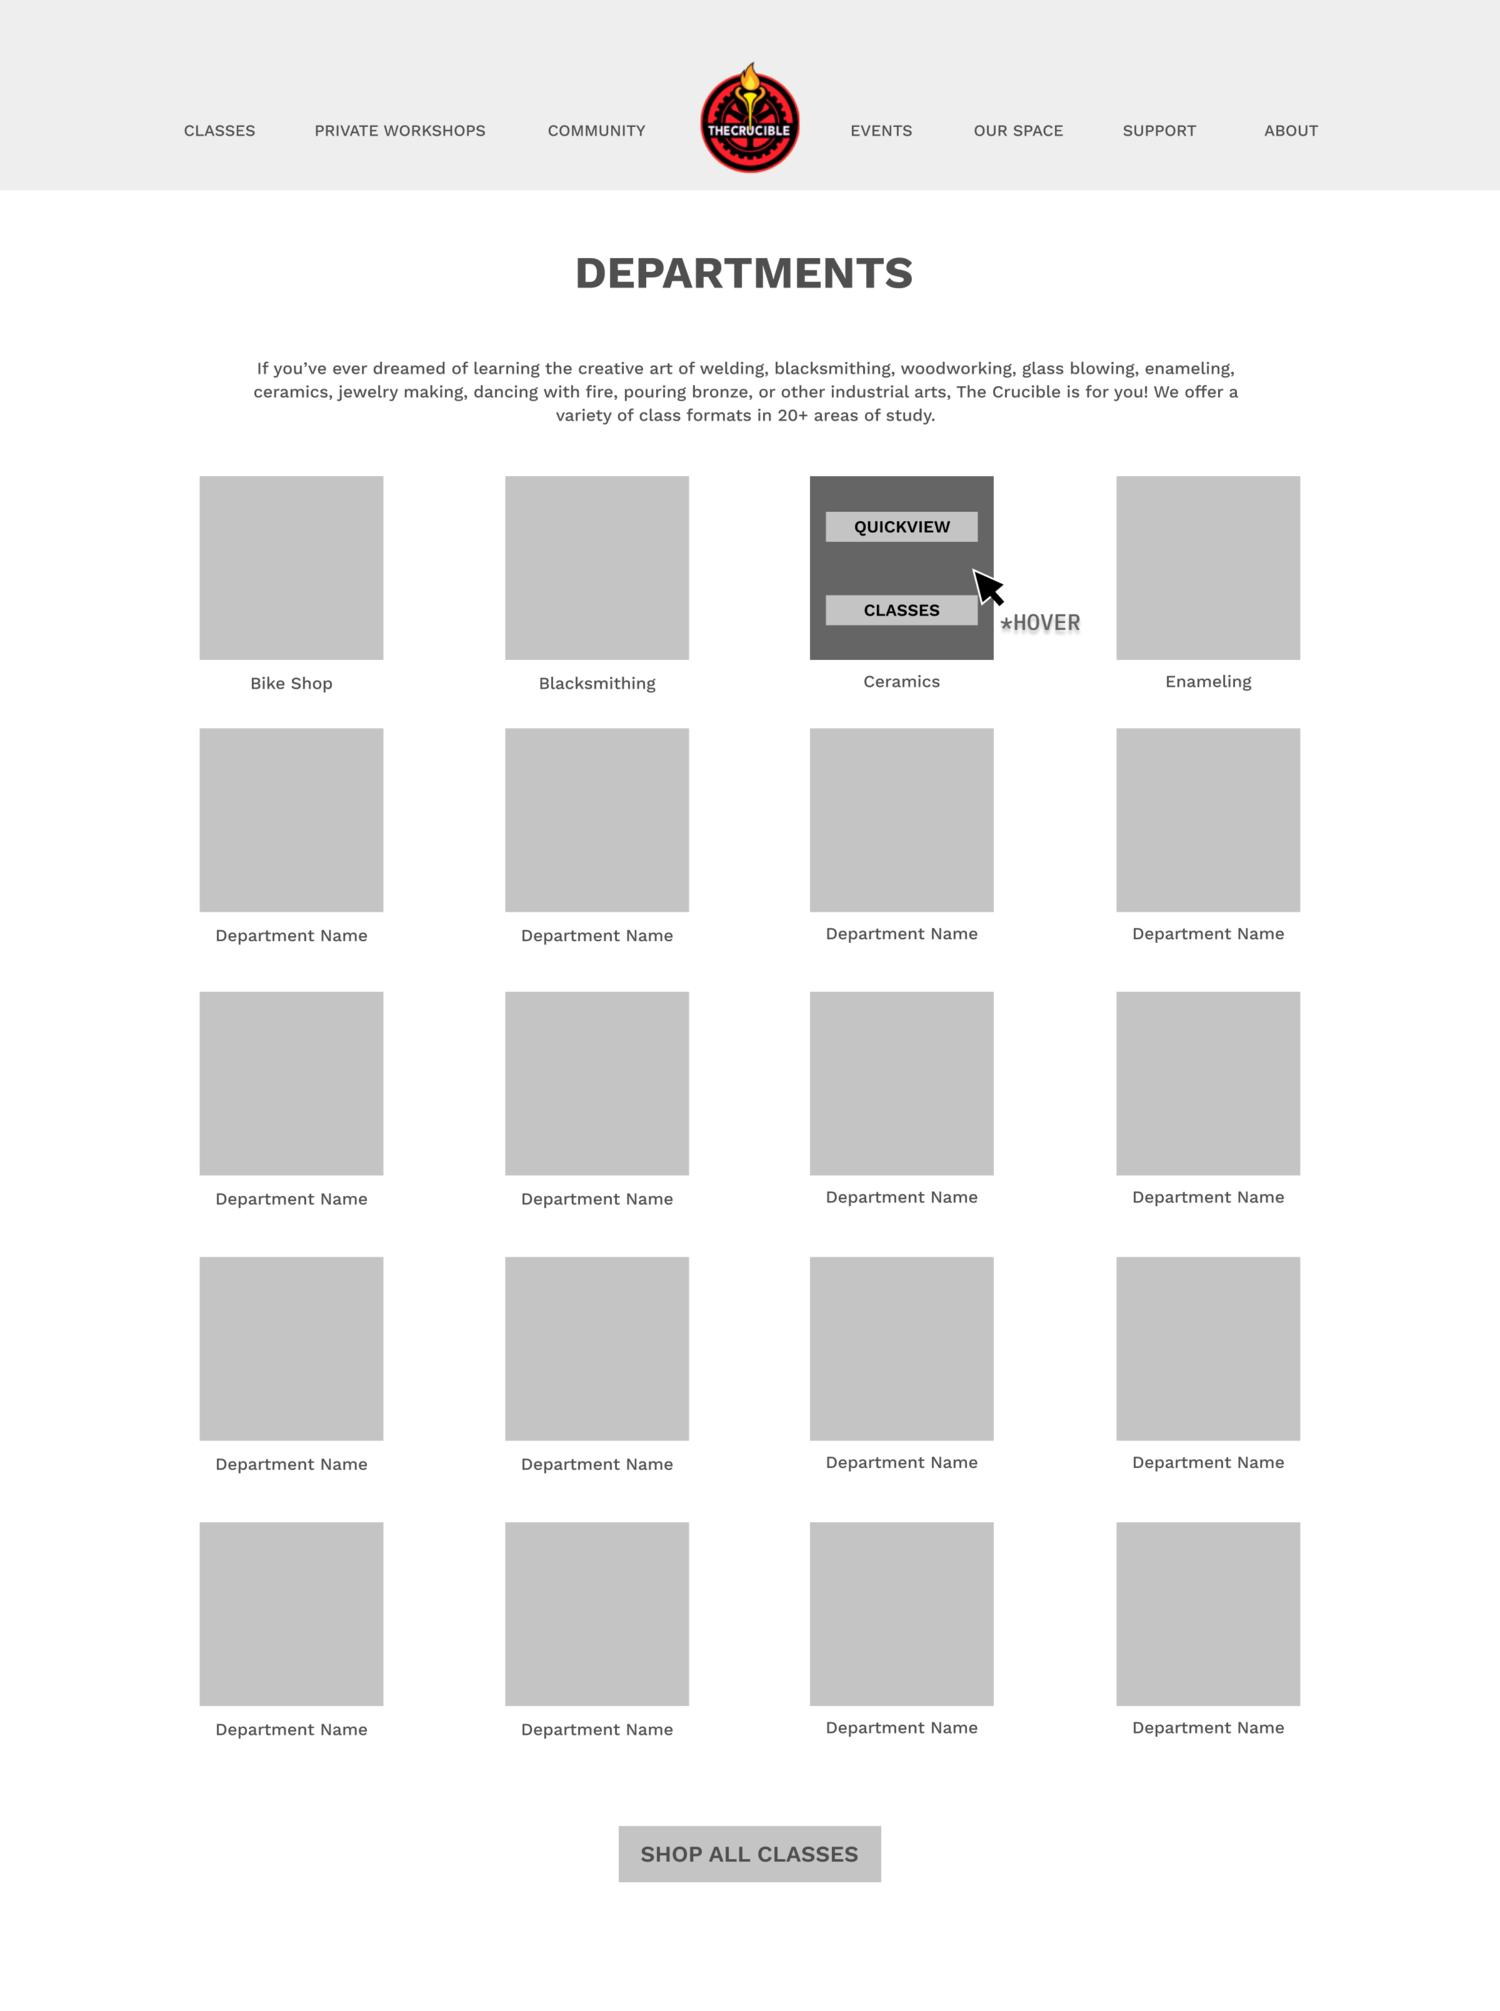 CLASSES PRIVATE WORKSHOPS COMMUNITY THECRUCIBLE EVENTS OUR SPACE SUPPORT ABOUT
DEPARTMENTS
If you’ve ever dreamed of learning the creative art of welding, blacksmithing, woodworking, glass blowing, enameling,
ceramics, jewelry making, dancing with fire, pouring bronze, or other industrial arts, The Crucible is for you! We offer a
variety of class formats in 20+ areas of study.
QUICKVIEW
CLASSES
*HOVER
Bike Shop Blacksmithing Ceramics Enameling
Department Name Department Name Department Name Department Name
Department Name Department Name Department Name Department Name
Department Name Department Name Department Name Department Name
Department Name Department Name Department Name Department Name
SHOP ALL CLASSES